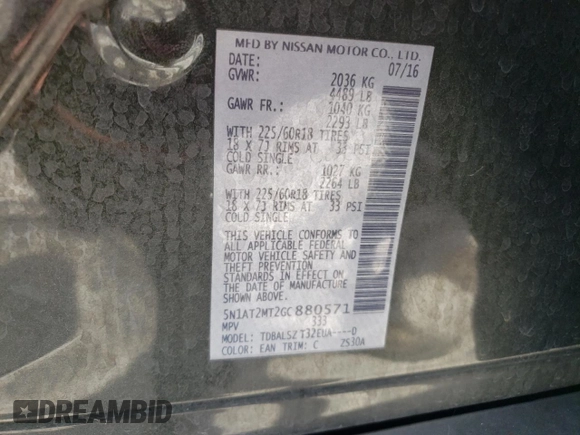 MFD BY NISSAN MOTOR CO., LTD.
DATE: 07/16
GVWR: 2036 KG
4489 LB
GAWR FR.: 1040 KG
2293 LB
WITH 225/60R18 TIRES
18 X 7J RIMS AT 33 PSI
COLD SINGLE
GAWR RR.: 1027 KG
2264 LB
WITH 225/60R18 TIRES
18 X 7J RIMS AT 33 PSI
COLD SINGLE
THIS VEHICLE CONFORMS TO
ALL APPLICABLE FEDERAL
MOTOR VEHICLE SAFETY AND
THEFT PREVENTION
STANDARDS IN EFFECT ON
THE DATE OF MANUFACTURE
SHOWN ABOVE.
5N1AT2MT2GC880571
MPV 333
MODEL: TDBALSZ T32EUA----D
COLOR: EAN TRIM: C 2S30A
DREAMBID